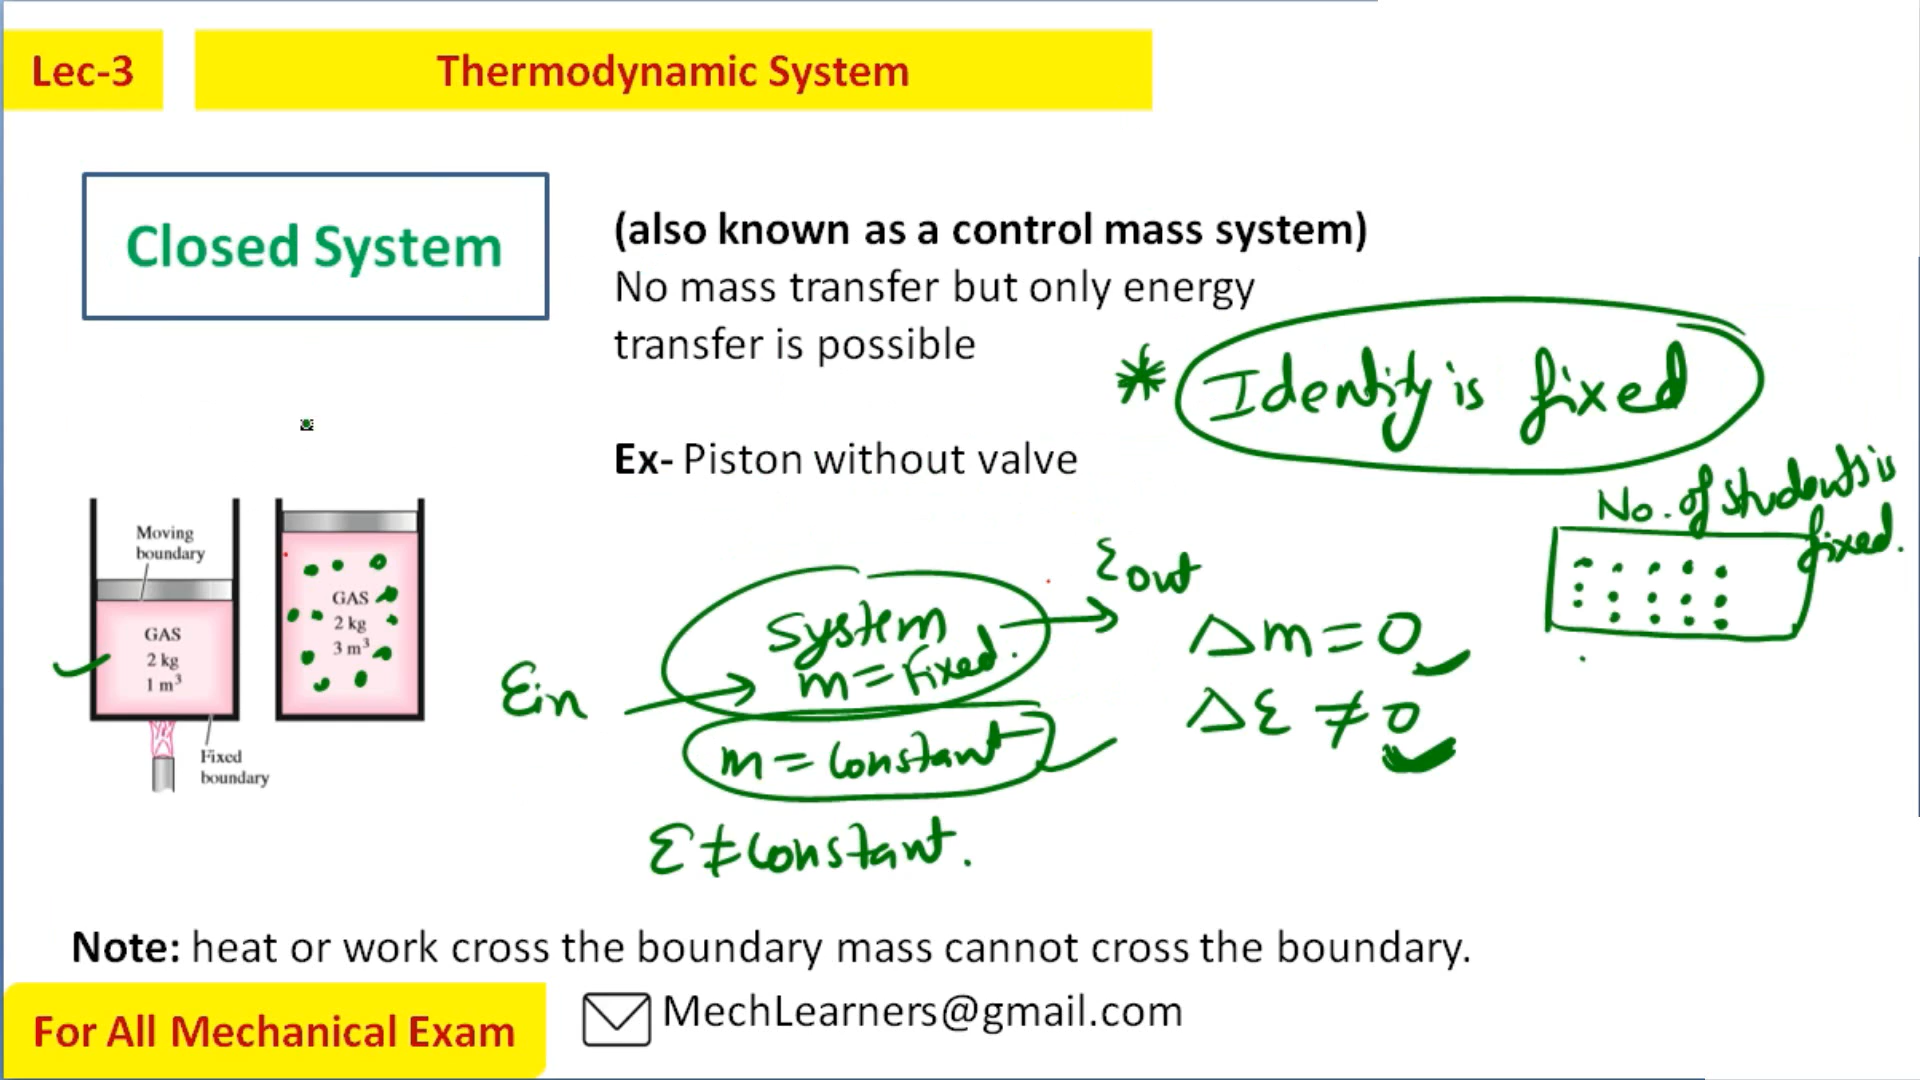 Lec-3
Thermodynamic System
Closed System
(also known as a control mass system)
No mass transfer but only energy
transfer is possible
* Identity is fixed
Ex- Piston without valve
No. of students is
fixed.
Moving
boundary
GAS
2 kg
1 m³
Fixed
boundary
GAS
2 kg
3 m³
Ein
System
m = fixed.
Eout
m = Constant
E ≠ Constant.
Δm = 0
ΔE ≠ 0
Note: heat or work cross the boundary mass cannot cross the boundary.
For All Mechanical Exam
MechLearners@gmail.com